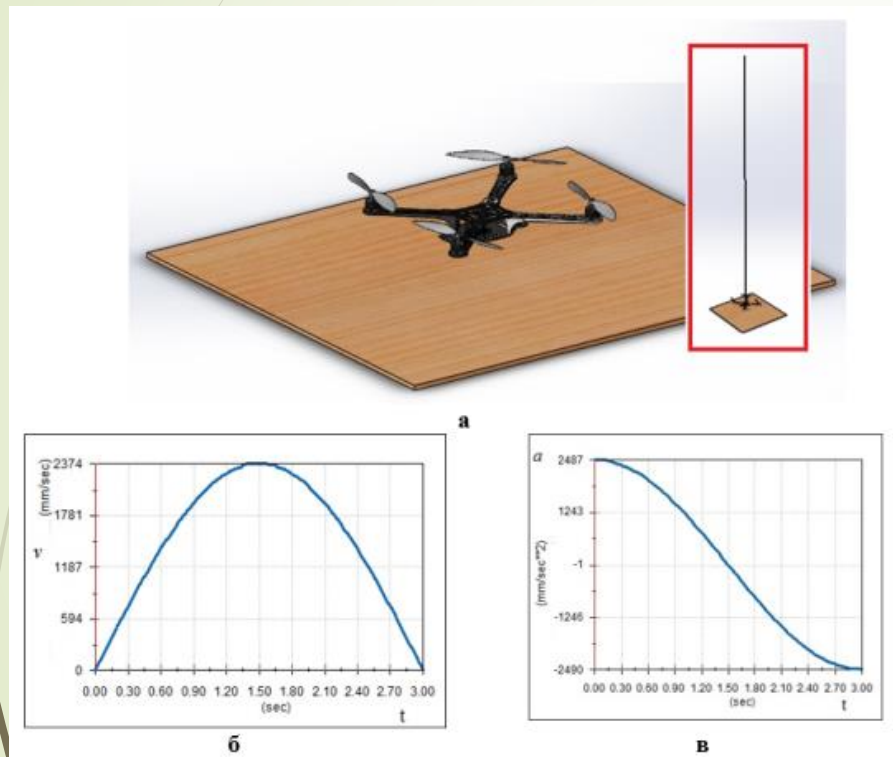 а
2374
1781
1187
594
0
(mm/sec)
v
0.00 0.30 0.60 0.90 1.20 1.50 1.80 2.10 2.40 2.70 3.00
(sec)
t
б
a
2487
1243
-1
-1246
-2490
(mm/sec**2)
0.00 0.30 0.60 0.90 1.20 1.50 1.80 2.10 2.40 2.70 3.00
(sec)
t
в